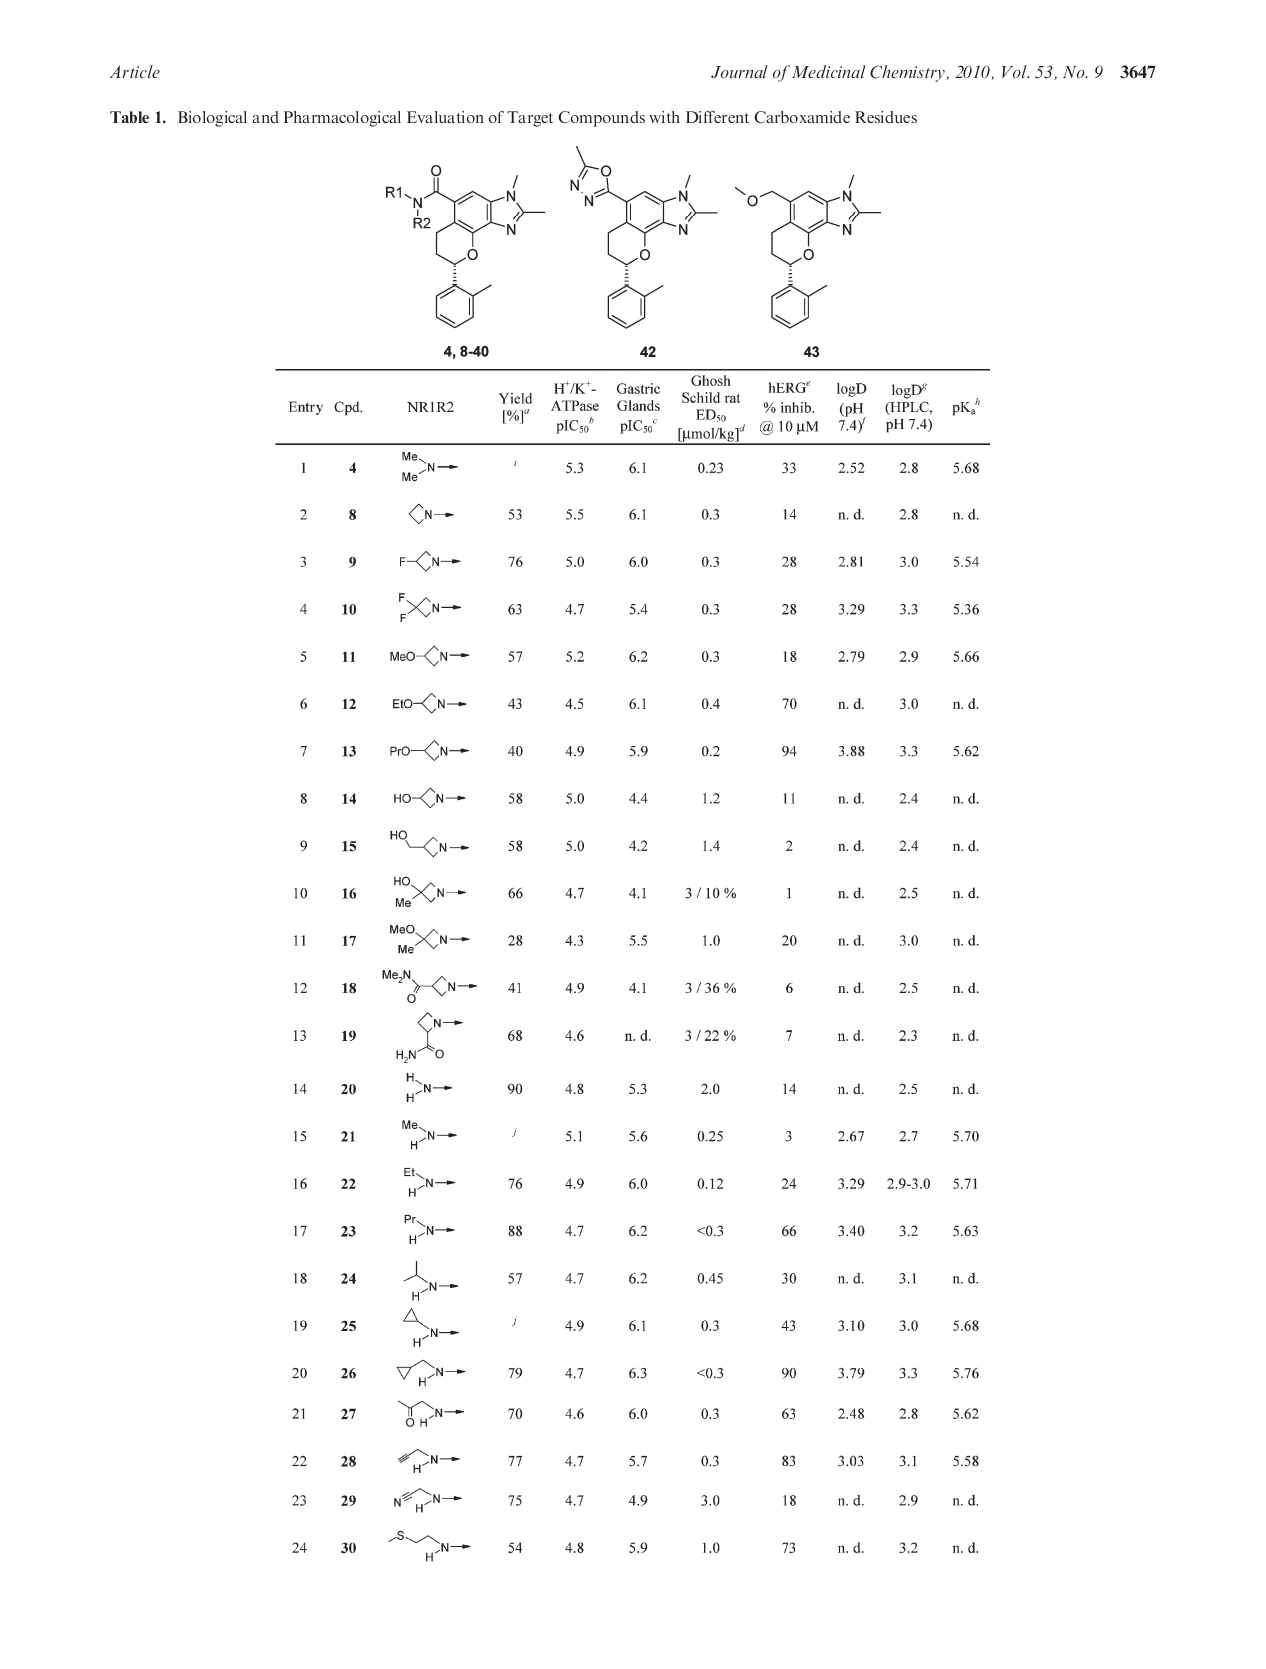 Article
Journal of Medicinal Chemistry, 2010, Vol. 53, No. 9 3647
Table 1. Biological and Pharmacological Evaluation of Target Compounds with Different Carboxamide Residues
R1 N R2 O N N O
4, 8-40
N N O N N O
42
O N N O
43
Entry Cpd. NR1R2 Yield [%]a H+/K+-ATPase pIC50b Gastric Glands pIC50c Ghosh Schild rat ED50 [μmol/kg]d hERGe % inhib. @ 10 μM logD (pH 7.4)f logDg (HPLC, pH 7.4) pKah
1 4 Me Me N i 5.3 6.1 0.23 33 2.52 2.8 5.68
2 8 N 53 5.5 6.1 0.3 14 n. d. 2.8 n. d.
3 9 F N 76 5.0 6.0 0.3 28 2.81 3.0 5.54
4 10 F F N 63 4.7 5.4 0.3 28 3.29 3.3 5.36
5 11 MeO N 57 5.2 6.2 0.3 18 2.79 2.9 5.66
6 12 EtO N 43 4.5 6.1 0.4 70 n. d. 3.0 n. d.
7 13 PrO N 40 4.9 5.9 0.2 94 3.88 3.3 5.62
8 14 HO N 58 5.0 4.4 1.2 11 n. d. 2.4 n. d.
9 15 HO N 58 5.0 4.2 1.4 2 n. d. 2.4 n. d.
10 16 HO Me N 66 4.7 4.1 3 / 10 % 1 n. d. 2.5 n. d.
11 17 MeO Me N 28 4.3 5.5 1.0 20 n. d. 3.0 n. d.
12 18 Me2N O N 41 4.9 4.1 3 / 36 % 6 n. d. 2.5 n. d.
13 19 N H2N O 68 4.6 n. d. 3 / 22 % 7 n. d. 2.3 n. d.
14 20 H H N 90 4.8 5.3 2.0 14 n. d. 2.5 n. d.
15 21 Me H N j 5.1 5.6 0.25 3 2.67 2.7 5.70
16 22 Et H N 76 4.9 6.0 0.12 24 3.29 2.9-3.0 5.71
17 23 Pr H N 88 4.7 6.2 <0.3 66 3.40 3.2 5.63
18 24 H N 57 4.7 6.2 0.45 30 n. d. 3.1 n. d.
19 25 H N j 4.9 6.1 0.3 43 3.10 3.0 5.68
20 26 H N 79 4.7 6.3 <0.3 90 3.79 3.3 5.76
21 27 O H N 70 4.6 6.0 0.3 63 2.48 2.8 5.62
22 28 H N 77 4.7 5.7 0.3 83 3.03 3.1 5.58
23 29 N H N 75 4.7 4.9 3.0 18 n. d. 2.9 n. d.
24 30 S H N 54 4.8 5.9 1.0 73 n. d. 3.2 n. d.